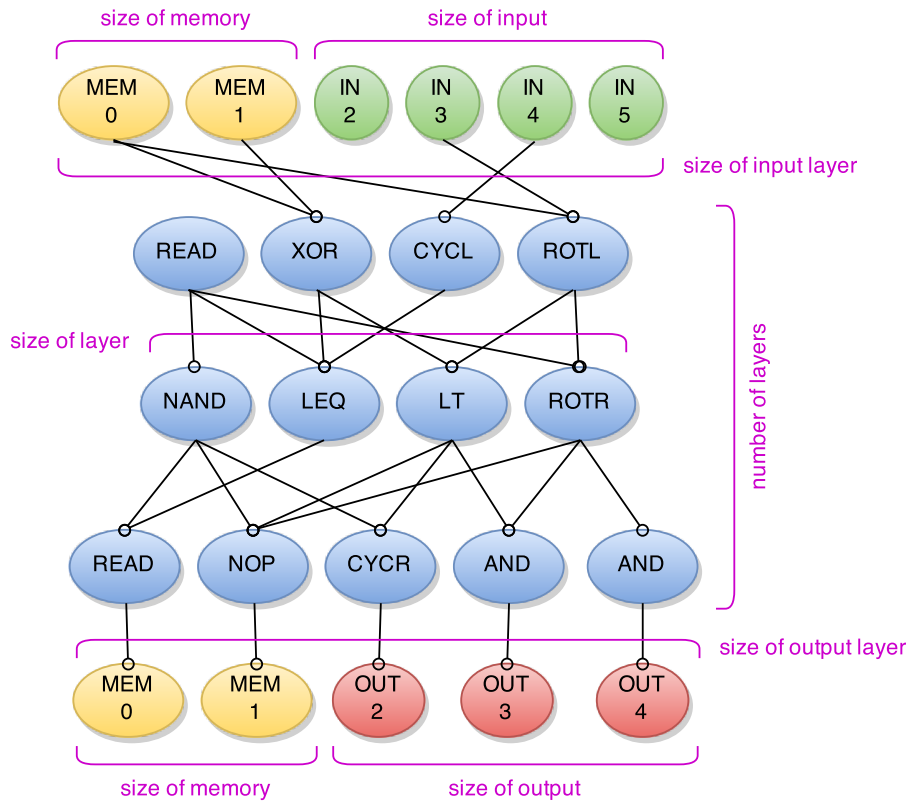 size of memory
size of input
MEM
0
MEM
1
IN
2
IN
3
IN
4
IN
5
size of input layer
READ
XOR
CYCL
ROTL
size of layer
number of layers
NAND
LEQ
LT
ROTR
READ
NOP
CYCR
AND
AND
size of output layer
MEM
0
MEM
1
OUT
2
OUT
3
OUT
4
size of memory
size of output